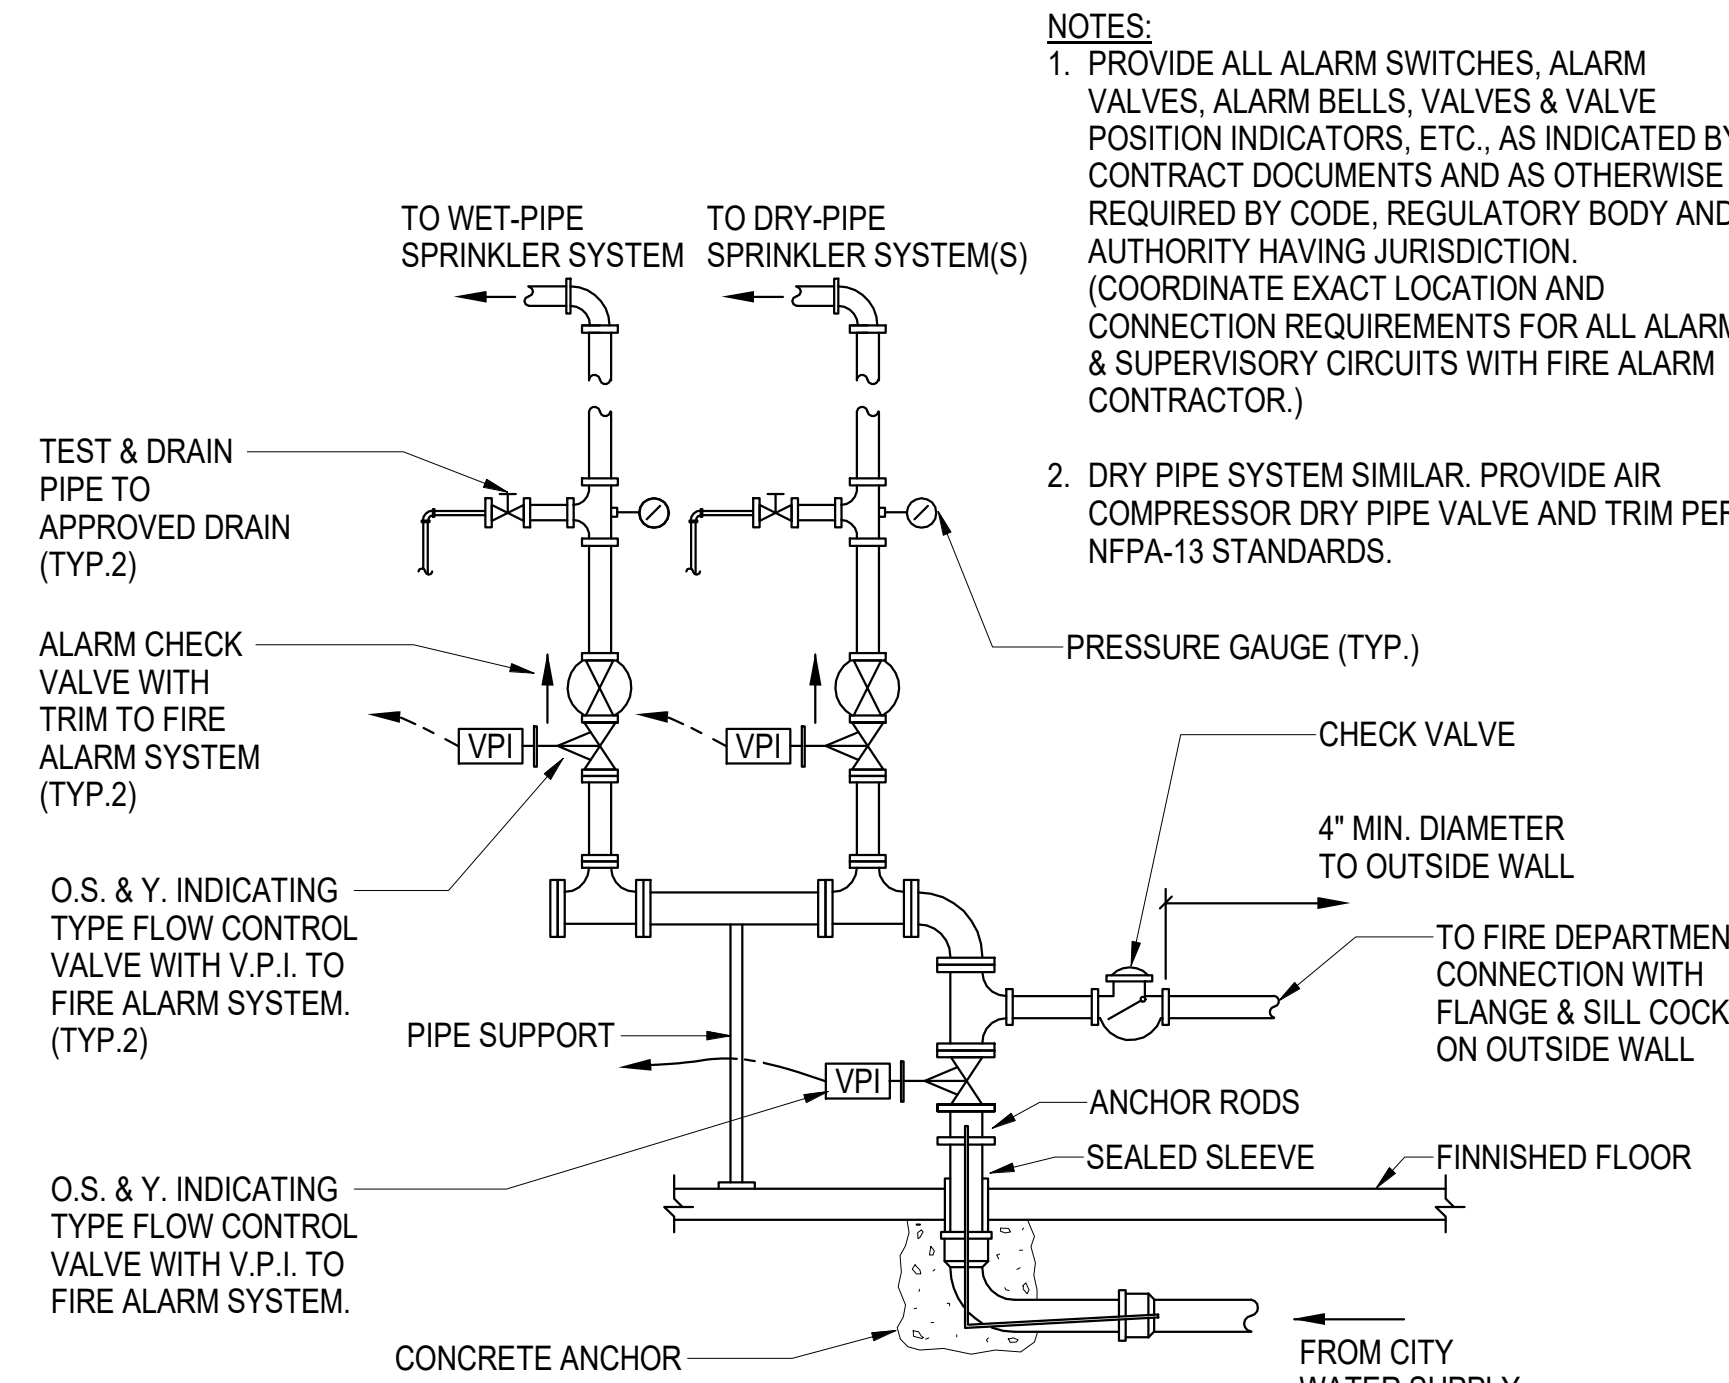 NOTES:
1. PROVIDE ALL ALARM SWITCHES, ALARM
VALVES, ALARM BELLS, VALVES & VALVE
POSITION INDICATORS, ETC., AS INDICATED BY
CONTRACT DOCUMENTS AND AS OTHERWISE
REQUIRED BY CODE, REGULATORY BODY AND
AUTHORITY HAVING JURISDICTION.
(COORDINATE EXACT LOCATION AND
CONNECTION REQUIREMENTS FOR ALL ALARM
& SUPERVISORY CIRCUITS WITH FIRE ALARM
CONTRACTOR.)
2. DRY PIPE SYSTEM SIMILAR. PROVIDE AIR
COMPRESSOR DRY PIPE VALVE AND TRIM PER
NFPA-13 STANDARDS.
TO WET-PIPE
SPRINKLER SYSTEM
TO DRY-PIPE
SPRINKLER SYSTEM(S)
TEST & DRAIN
PIPE TO
APPROVED DRAIN
(TYP.2)
PRESSURE GAUGE (TYP.)
ALARM CHECK
VALVE WITH
TRIM TO FIRE
ALARM SYSTEM
(TYP.2)
VPI
VPI
CHECK VALVE
4" MIN. DIAMETER
TO OUTSIDE WALL
O.S. & Y. INDICATING
TYPE FLOW CONTROL
VALVE WITH V.P.I. TO
FIRE ALARM SYSTEM.
(TYP.2)
TO FIRE DEPARTMEN
CONNECTION WITH
FLANGE & SILL COCK
ON OUTSIDE WALL
PIPE SUPPORT
VPI
ANCHOR RODS
SEALED SLEEVE
FINNISHED FLOOR
O.S. & Y. INDICATING
TYPE FLOW CONTROL
VALVE WITH V.P.I. TO
FIRE ALARM SYSTEM.
CONCRETE ANCHOR
FROM CITY
WATER SUPPLY